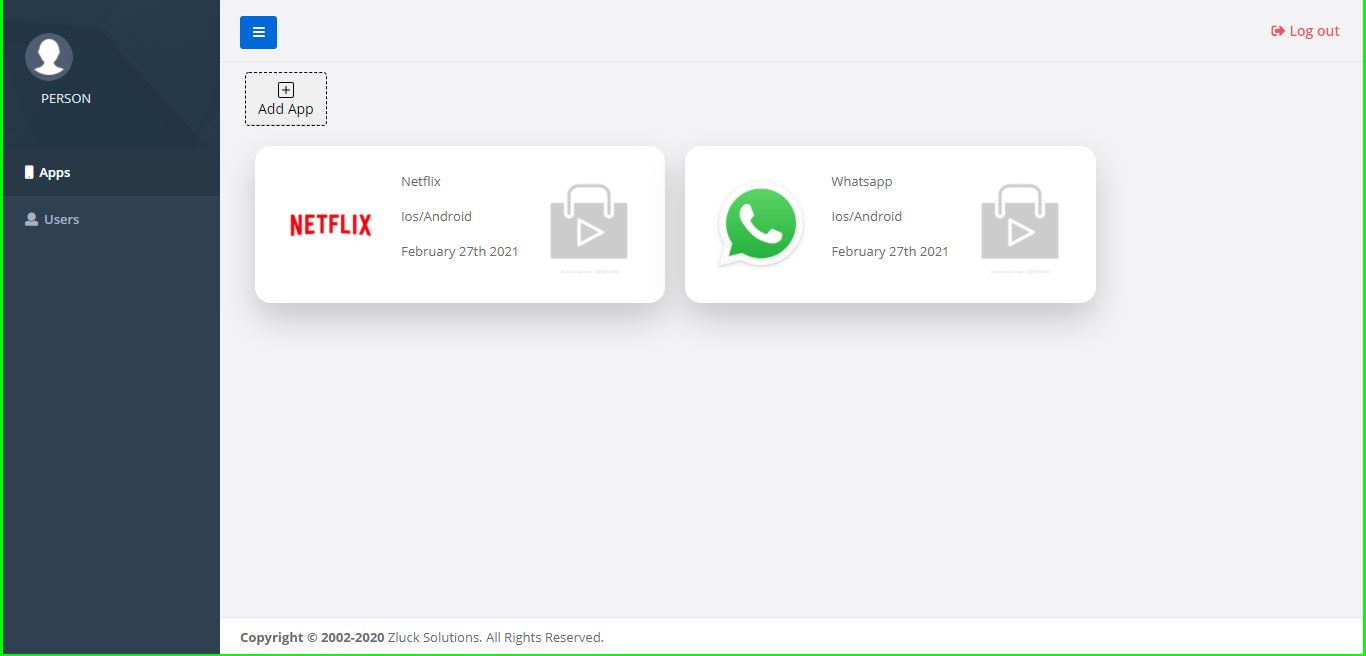 Log out
PERSON
Add App
Apps
Users
NETFLIX
Netflix
Ios/Android
February 27th 2021
Whatsapp
Ios/Android
February 27th 2021
Copyright © 2002-2020 Zluck Solutions. All Rights Reserved.